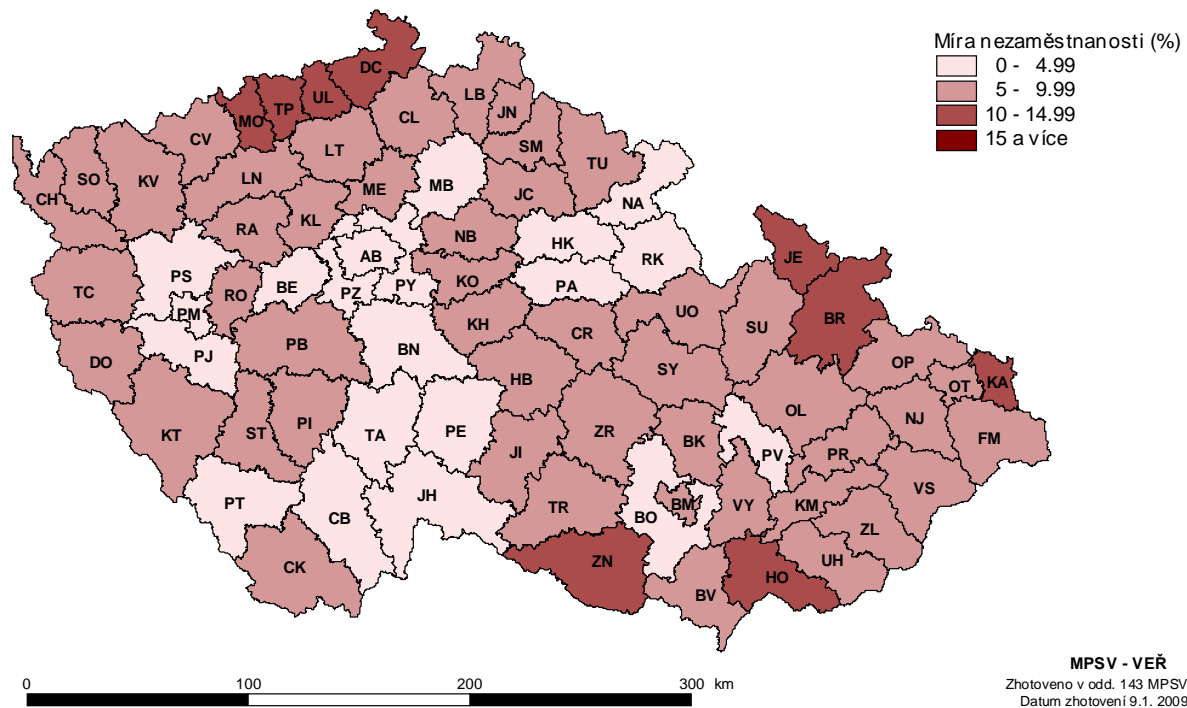 Míra nezaměstnanosti (%)
0 - 4.99
5 - 9.99
10 - 14.99
15 a více
DC
UL
TP
MO
CL
LB
JN
CV
LT
SM
TU
SO
KV
LN
ME
MB
JC
CH
NA
RA
KL
NB
HK
RK
AB
PS
BE
PZ
PY
KO
PA
JE
TC
RO
PM
UO
SU
BR
KH
CR
PB
BN
PJ
DO
SY
OP
OT
KA
HB
OL
NJ
FM
KT
ST
PI
TA
PE
ZR
BK
JI
PV
PR
VS
PT
CB
JH
TR
BO
BM
VY
KM
ZL
ZN
HO
UH
CK
BV
0 100 200 300 km
MPSV - VEŘ
Zhotoveno v odd. 143 MPSV
Datum zhotovení 9.1. 2009